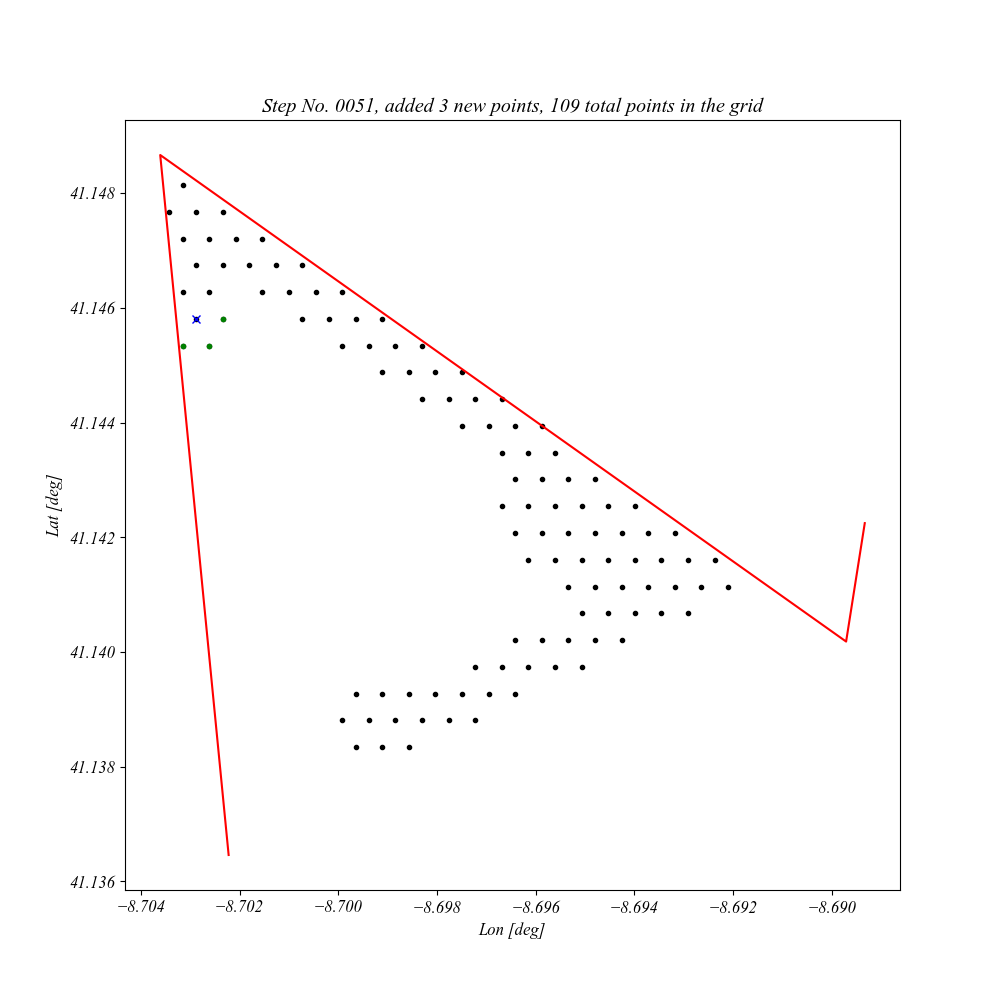 Step No. 0051, added 3 new points, 109 total points in the grid
41.148
41.146
41.144
41.142
41.140
41.138
41.136
Lat [deg]
−8.704 −8.702 −8.700 −8.698 −8.696 −8.694 −8.692 −8.690
Lon [deg]